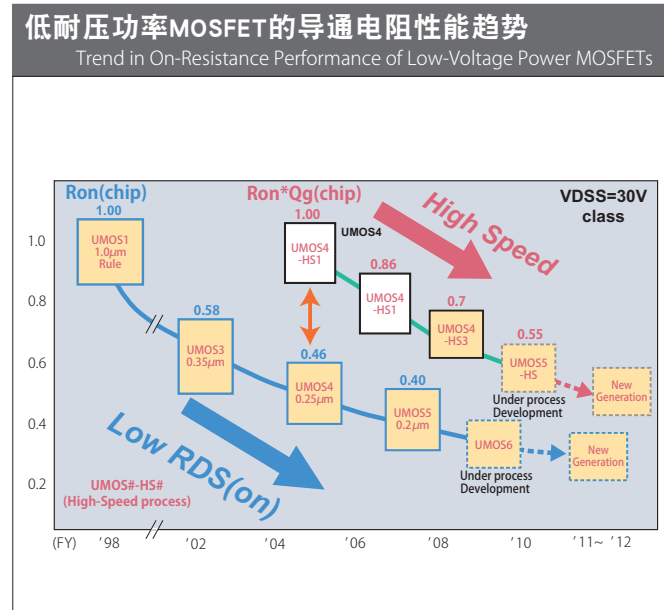 低耐压功率MOSFET的导通电阻性能趋势
Trend in On-Resistance Performance of Low-Voltage Power MOSFETs
Ron(chip)
Ron*Qg(chip)
VDSS=30V
class
High Speed
1.00
UMOS1
1.0μm
Rule
1.00
UMOS4
-HS1
UMOS4
0.86
UMOS4
-HS1
0.7
UMOS4
-HS3
0.55
UMOS5
-HS
Under process
Development
New
Generation
0.58
UMOS3
0.35μm
0.46
UMOS4
0.25μm
0.40
UMOS5
0.2μm
UMOS6
Under process
Development
New
Generation
Low RDS(on)
UMOS#-HS#
(High-Speed process)
1.0
0.8
0.6
0.4
0.2
(FY) '98 '02 '04 '06 '08 '10 '11~ '12